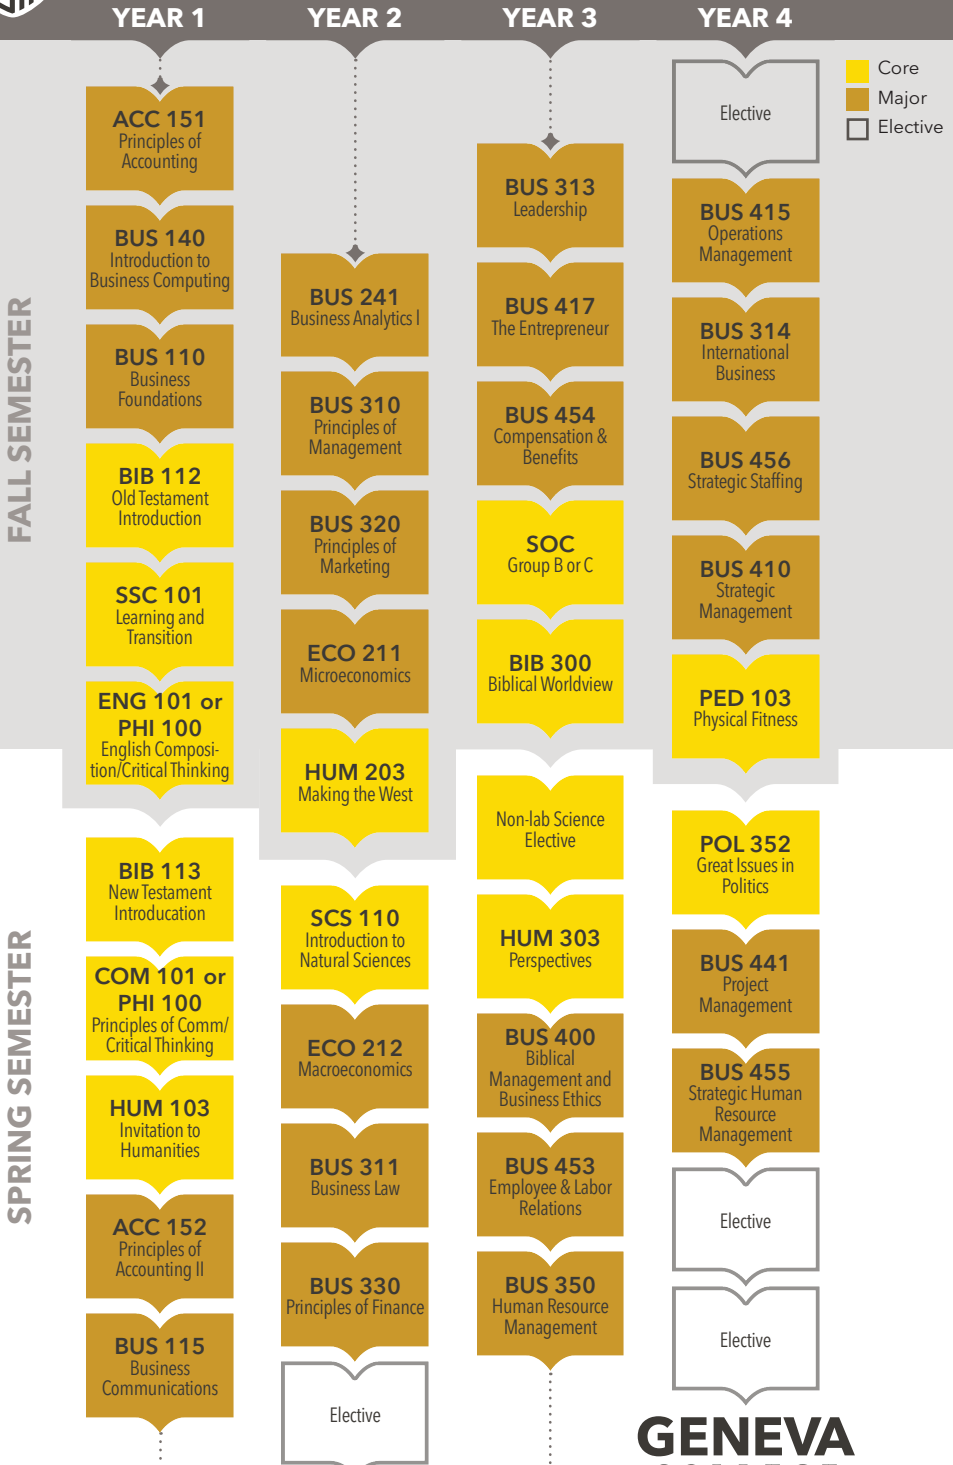 YEAR 1
YEAR 2
YEAR 3
YEAR 4
Core
Major
Elective
FALL SEMESTER
SPRING SEMESTER
ACC 151
Principles of
Accounting
BUS 140
Introduction to
Business Computing
BUS 110
Business
Foundations
BIB 112
Old Testament
Introduction
SSC 101
Learning and
Transition
ENG 101 or
PHI 100
English Composi-
tion/Critical Thinking
BIB 113
New Testament
Introducation
COM 101 or
PHI 100
Principles of Comm/
Critical Thinking
HUM 103
Invitation to
Humanities
ACC 152
Principles of
Accounting II
BUS 115
Business
Communications
BUS 241
Business Analytics I
BUS 310
Principles of
Management
BUS 320
Principles of
Marketing
ECO 211
Microeconomics
HUM 203
Making the West
SCS 110
Introduction to
Natural Sciences
ECO 212
Macroeconomics
BUS 311
Business Law
BUS 330
Principles of Finance
Elective
BUS 313
Leadership
BUS 417
The Entrepreneur
BUS 454
Compensation &
Benefits
SOC
Group B or C
BIB 300
Biblical Worldview
Non-lab Science
Elective
HUM 303
Perspectives
BUS 400
Biblical
Management and
Business Ethics
BUS 453
Employee & Labor
Relations
BUS 350
Human Resource
Management
Elective
BUS 415
Operations
Management
BUS 314
International
Business
BUS 456
Strategic Staffing
BUS 410
Strategic
Management
PED 103
Physical Fitness
POL 352
Great Issues in
Politics
BUS 441
Project
Management
BUS 455
Strategic Human
Resource
Management
Elective
Elective
GENEVA